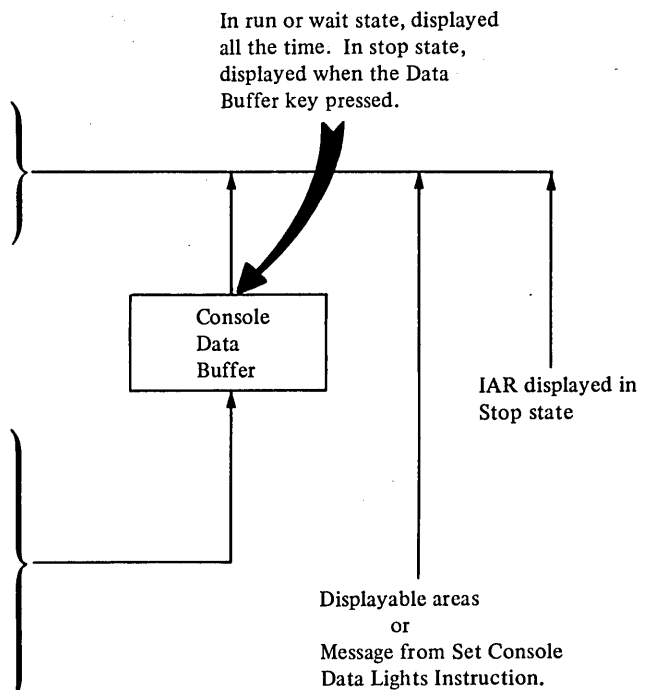 In run or wait state, displayed
all the time. In stop state,
displayed when the Data
Buffer key pressed.
Console
Data
Buffer
IAR displayed in
Stop state
Displayable areas
or
Message from Set Console
Data Lights Instruction.